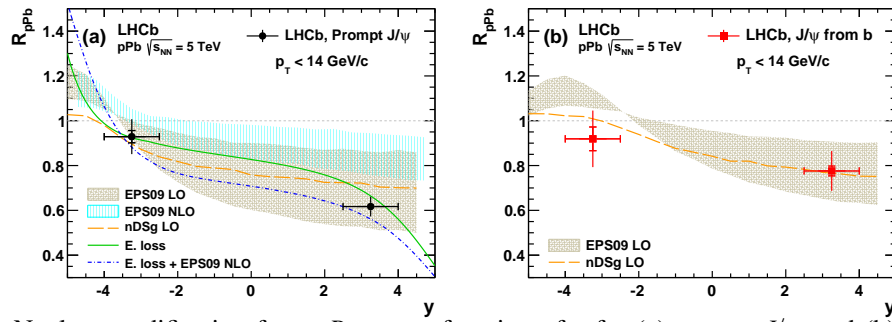 R_pPb
1.4
1.2
1
0.8
0.6
0.4
(a)
LHCb
pPb √s_NN = 5 TeV
LHCb, Prompt J/ψ
p_T < 14 GeV/c
EPS09 LO
EPS09 NLO
nDSg LO
E. loss
E. loss + EPS09 NLO
-4 -2 0 2 4
y
R_pPb
1.4
1.2
1
0.8
0.6
0.4
(b)
LHCb
pPb √s_NN = 5 TeV
LHCb, J/ψ from b
p_T < 14 GeV/c
EPS09 LO
nDSg LO
-4 -2 0 2 4
y